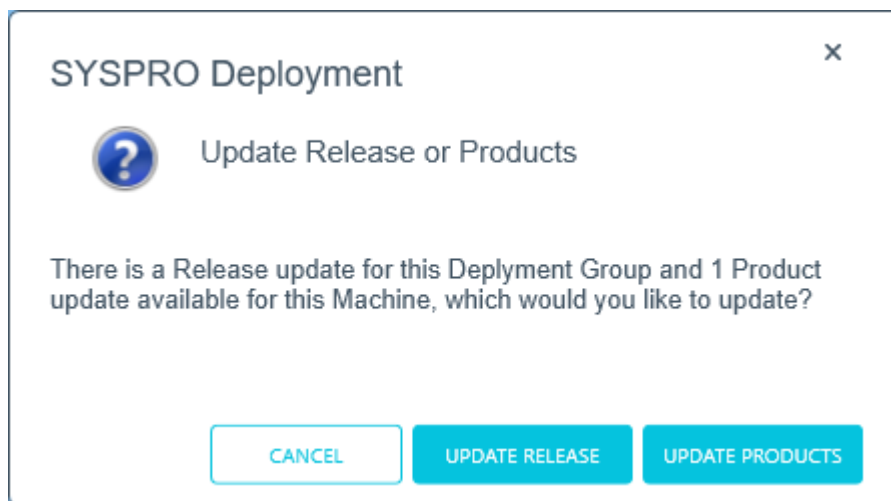 SYSPRO Deployment
Update Release or Products
There is a Release update for this Deplyment Group and 1 Product
update available for this Machine, which would you like to update?
CANCEL
UPDATE RELEASE
UPDATE PRODUCTS